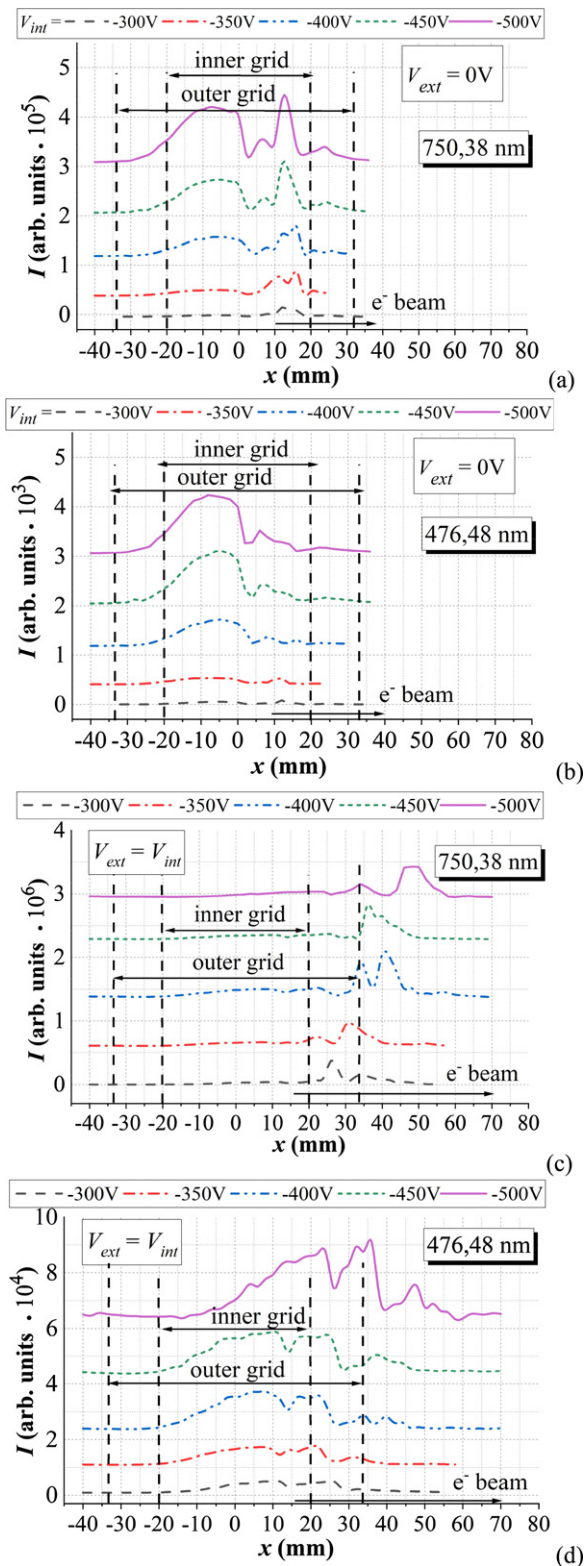 V_int = -300V -350V -400V -450V -500V
inner grid
V_ext = 0V
outer grid
750,38 nm
I (arb. units · 10^5)
5
4
3
2
1
0
e⁻ beam
-40 -30 -20 -10 0 10 20 30 40 50 60 70 80
x (mm)
(a)
V_int = -300V -350V -400V -450V -500V
inner grid
V_ext = 0V
outer grid
476,48 nm
I (arb. units · 10^3)
5
4
3
2
1
0
e⁻ beam
-40 -30 -20 -10 0 10 20 30 40 50 60 70 80
x (mm)
(b)
-300V -350V -400V -450V -500V
V_ext = V_int
750,38 nm
I (arb. units · 10^6)
4
3
2
1
0
inner grid
outer grid
e⁻ beam
-40 -30 -20 -10 0 10 20 30 40 50 60 70 80
x (mm)
(c)
-300V -350V -400V -450V -500V
V_ext = V_int
476,48 nm
I (arb. units · 10^4)
10
8
6
4
2
0
inner grid
outer grid
e⁻ beam
-40 -30 -20 -10 0 10 20 30 40 50 60 70 80
x (mm)
(d)